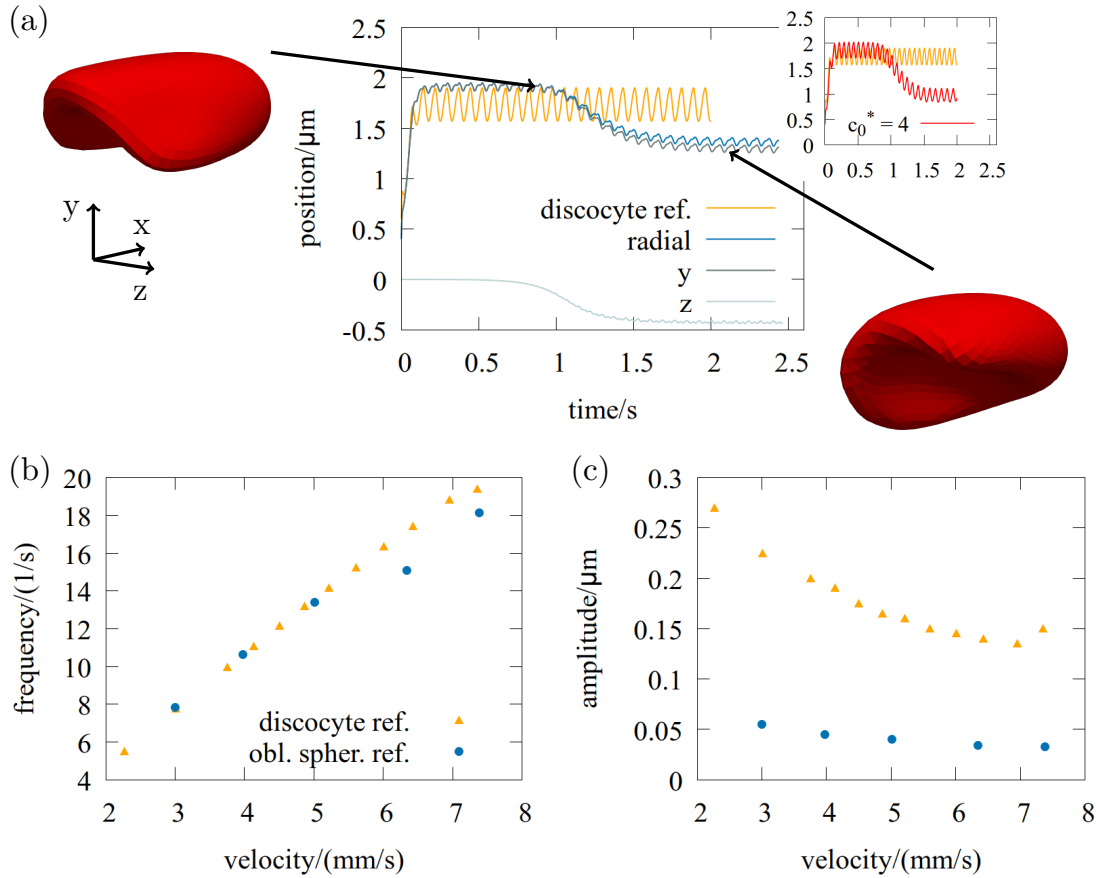 (a)
y
x
z
position/μm
2.5
2
1.5
1
0.5
0
-0.5
discocyte ref.
radial
y
z
0 0.5 1 1.5 2 2.5
time/s
2.5
2
1.5
1
0.5
0
c₀* = 4
0 0.5 1 1.5 2 2.5
(b)
frequency/(1/s)
20
18
16
14
12
10
8
6
4
discocyte ref.
obl. spher. ref.
2 3 4 5 6 7 8
velocity/(mm/s)
(c)
amplitude/μm
0.3
0.25
0.2
0.15
0.1
0.05
0
2 3 4 5 6 7 8
velocity/(mm/s)